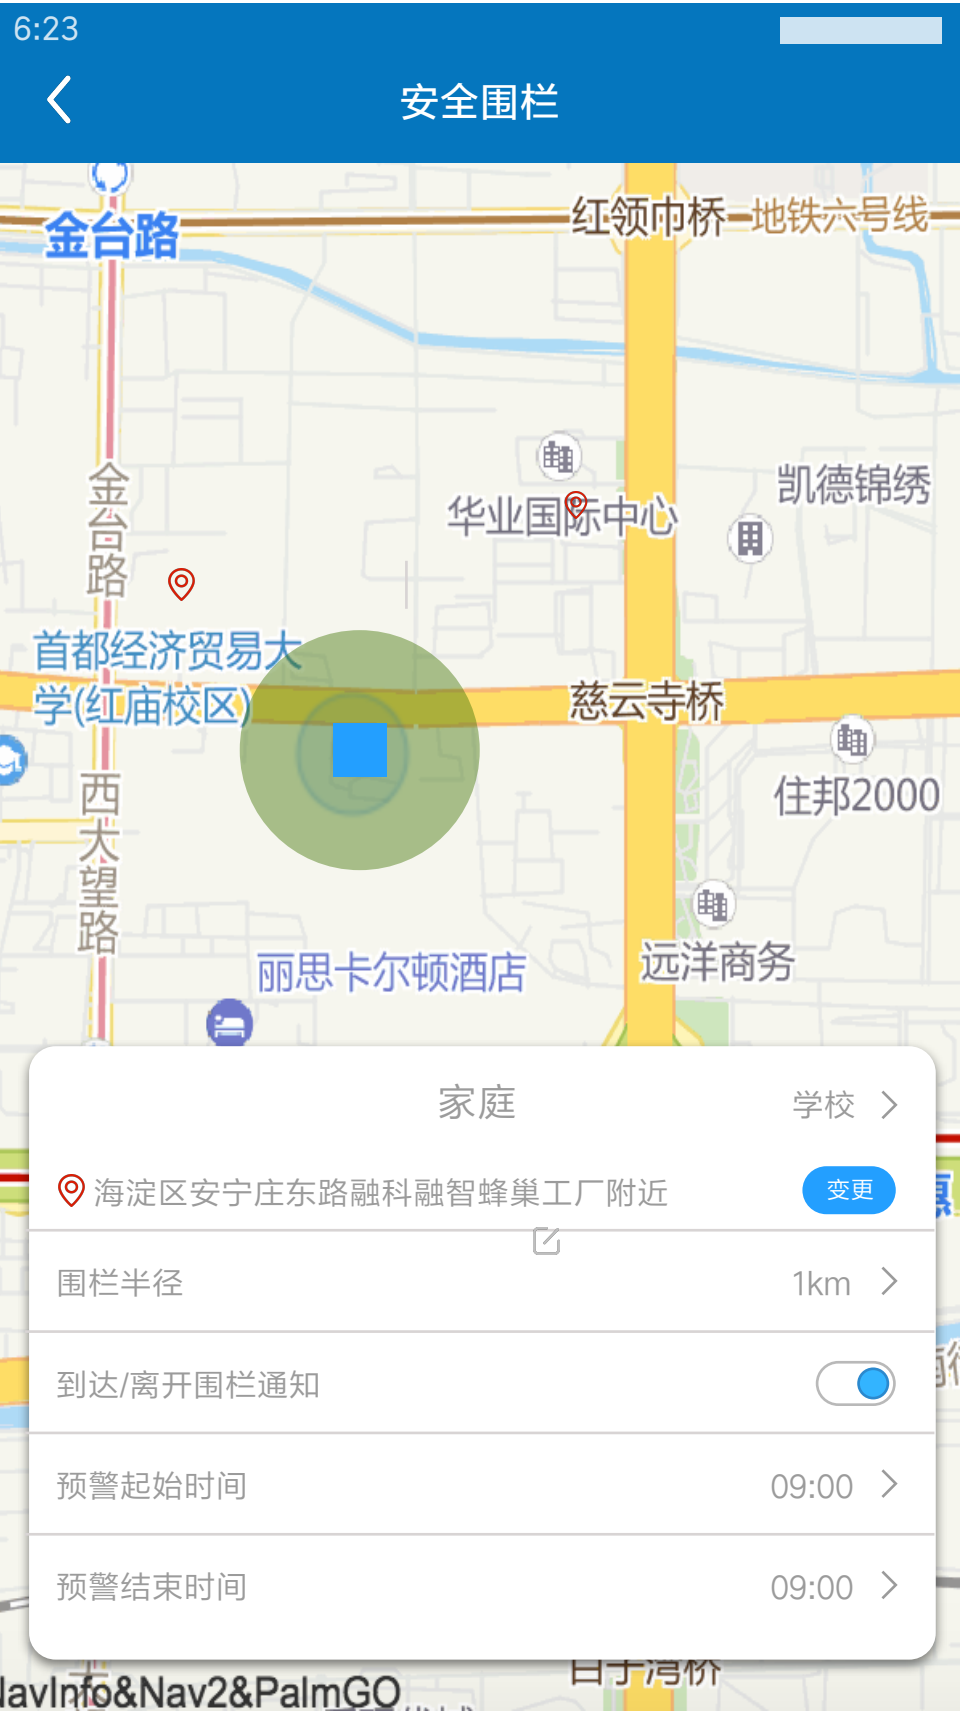 6:23
安全围栏
金台路
红领巾桥
地铁六号线
华业国际中心
凯德锦绣
金台路
首都经济贸易大
学(红庙校区)
慈云寺桥
住邦2000
西大望路
远洋商务
丽思卡尔顿酒店
家庭
学校
海淀区安宁庄东路融科融智蜂巢工厂附近
变更
围栏半径
1km
到达/离开围栏通知
预警起始时间
09:00
预警结束时间
09:00
NavInfo&Nav2&PalmGO